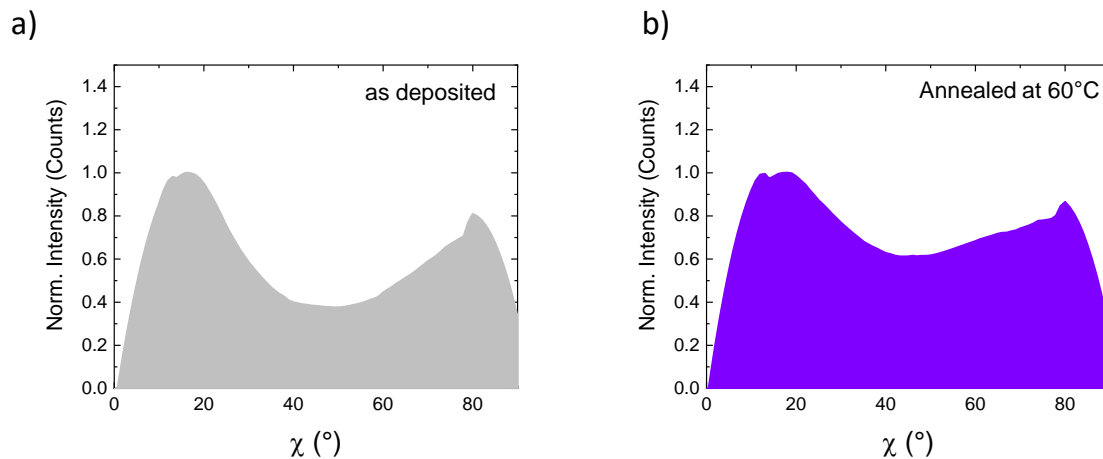 a)
b)
as deposited
Annealed at 60°C
Norm. Intensity (Counts)
1.4
1.2
1.0
0.8
0.6
0.4
0.2
0.0
0 20 40 60 80
χ (°)
Norm. Intensity (Counts)
1.4
1.2
1.0
0.8
0.6
0.4
0.2
0.0
0 20 40 60 80
χ (°)